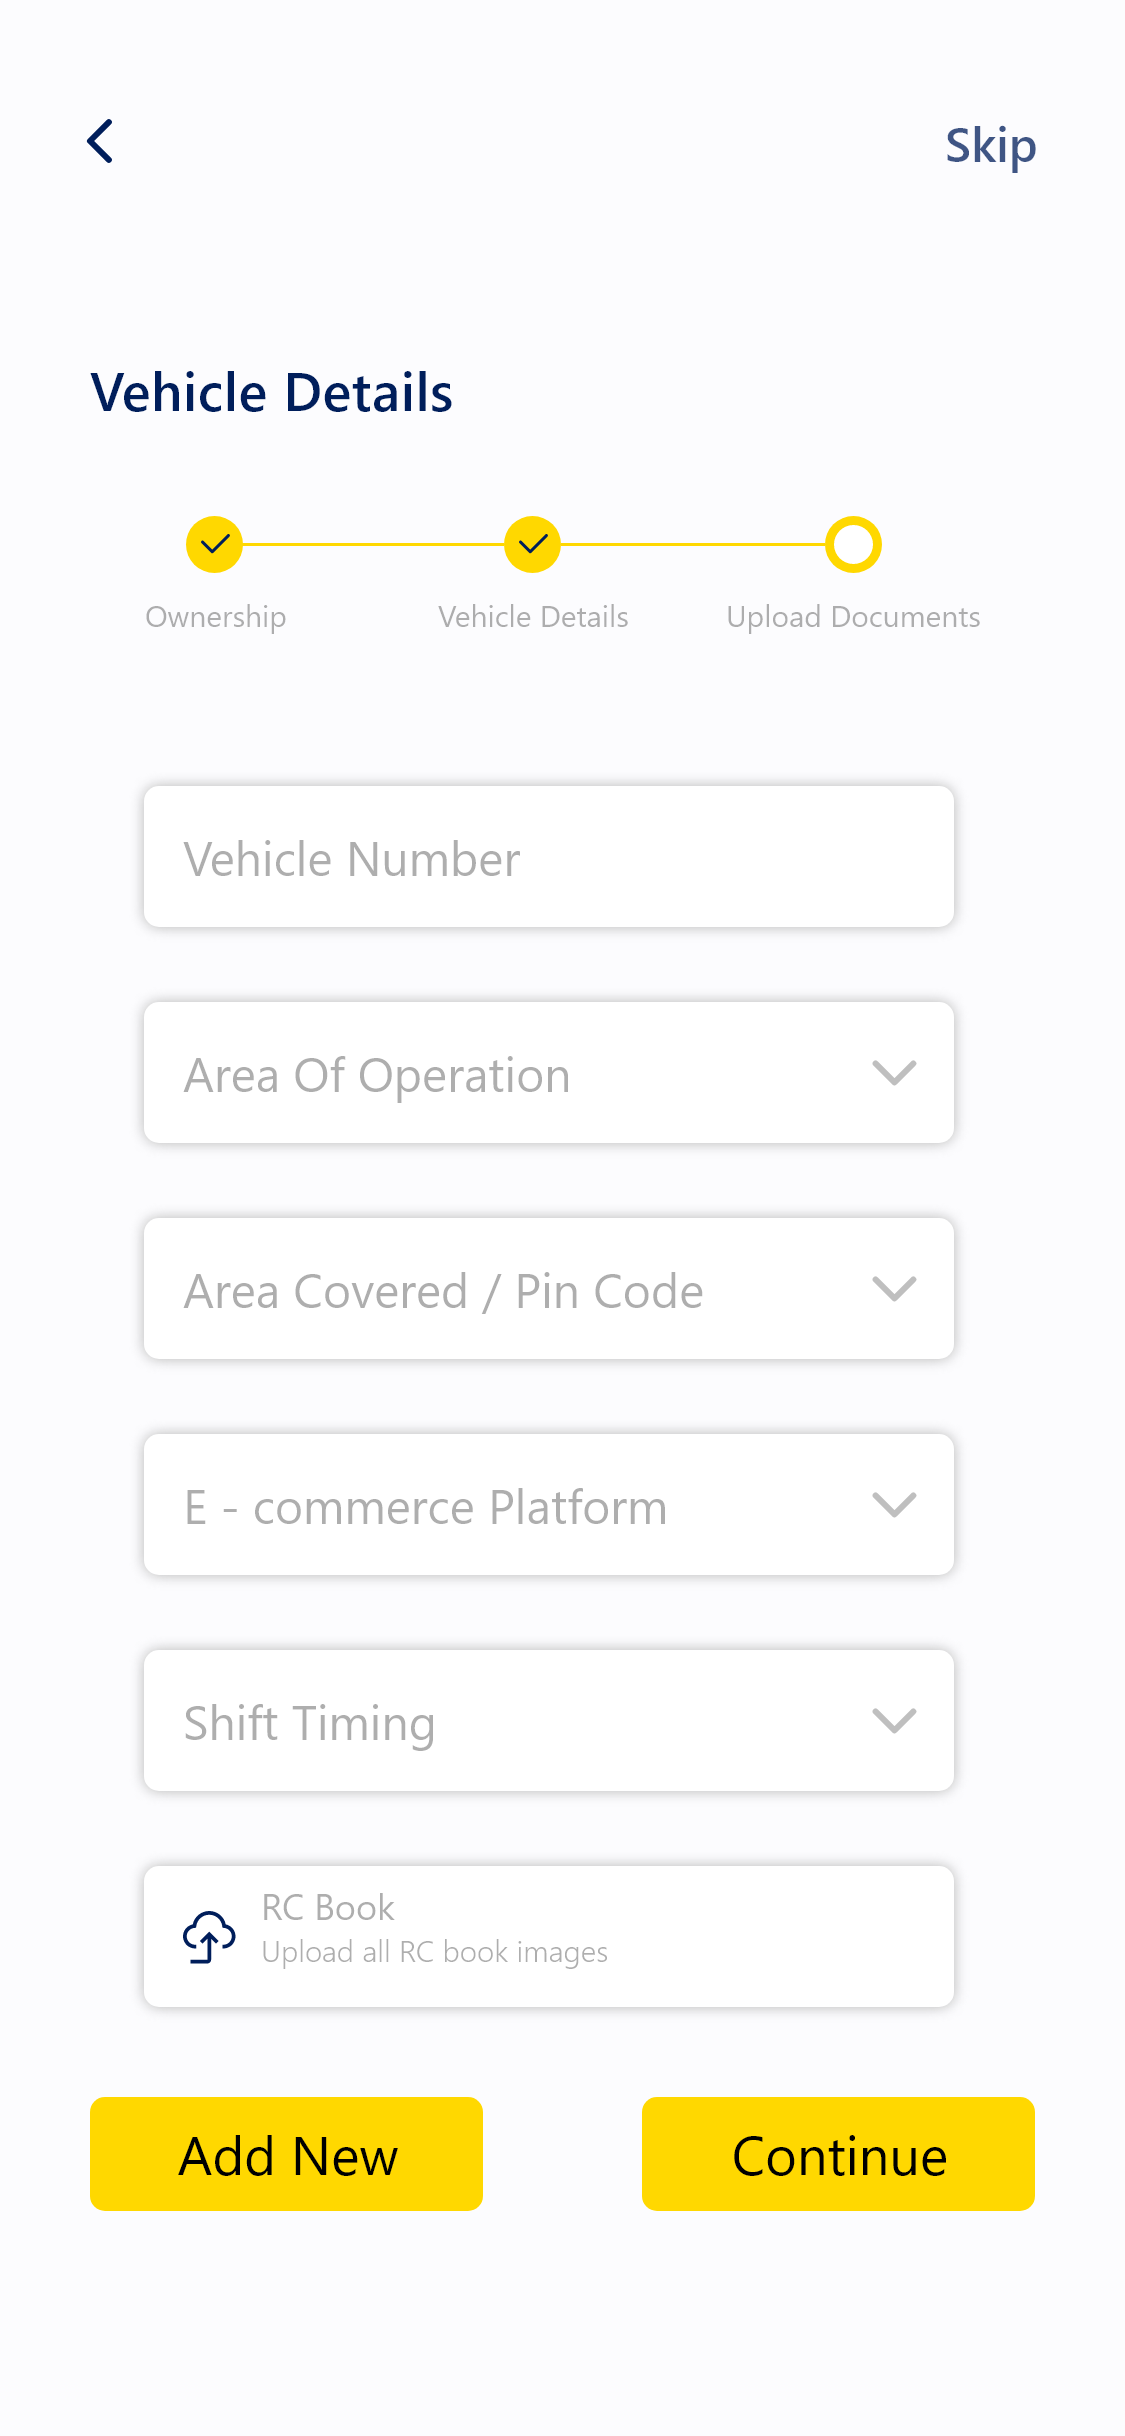 Skip
Vehicle Details
Ownership
Vehicle Details
Upload Documents
Vehicle Number
Area Of Operation
Area Covered / Pin Code
E - commerce Platform
Shift Timing
RC Book
Upload all RC book images
Add New
Continue